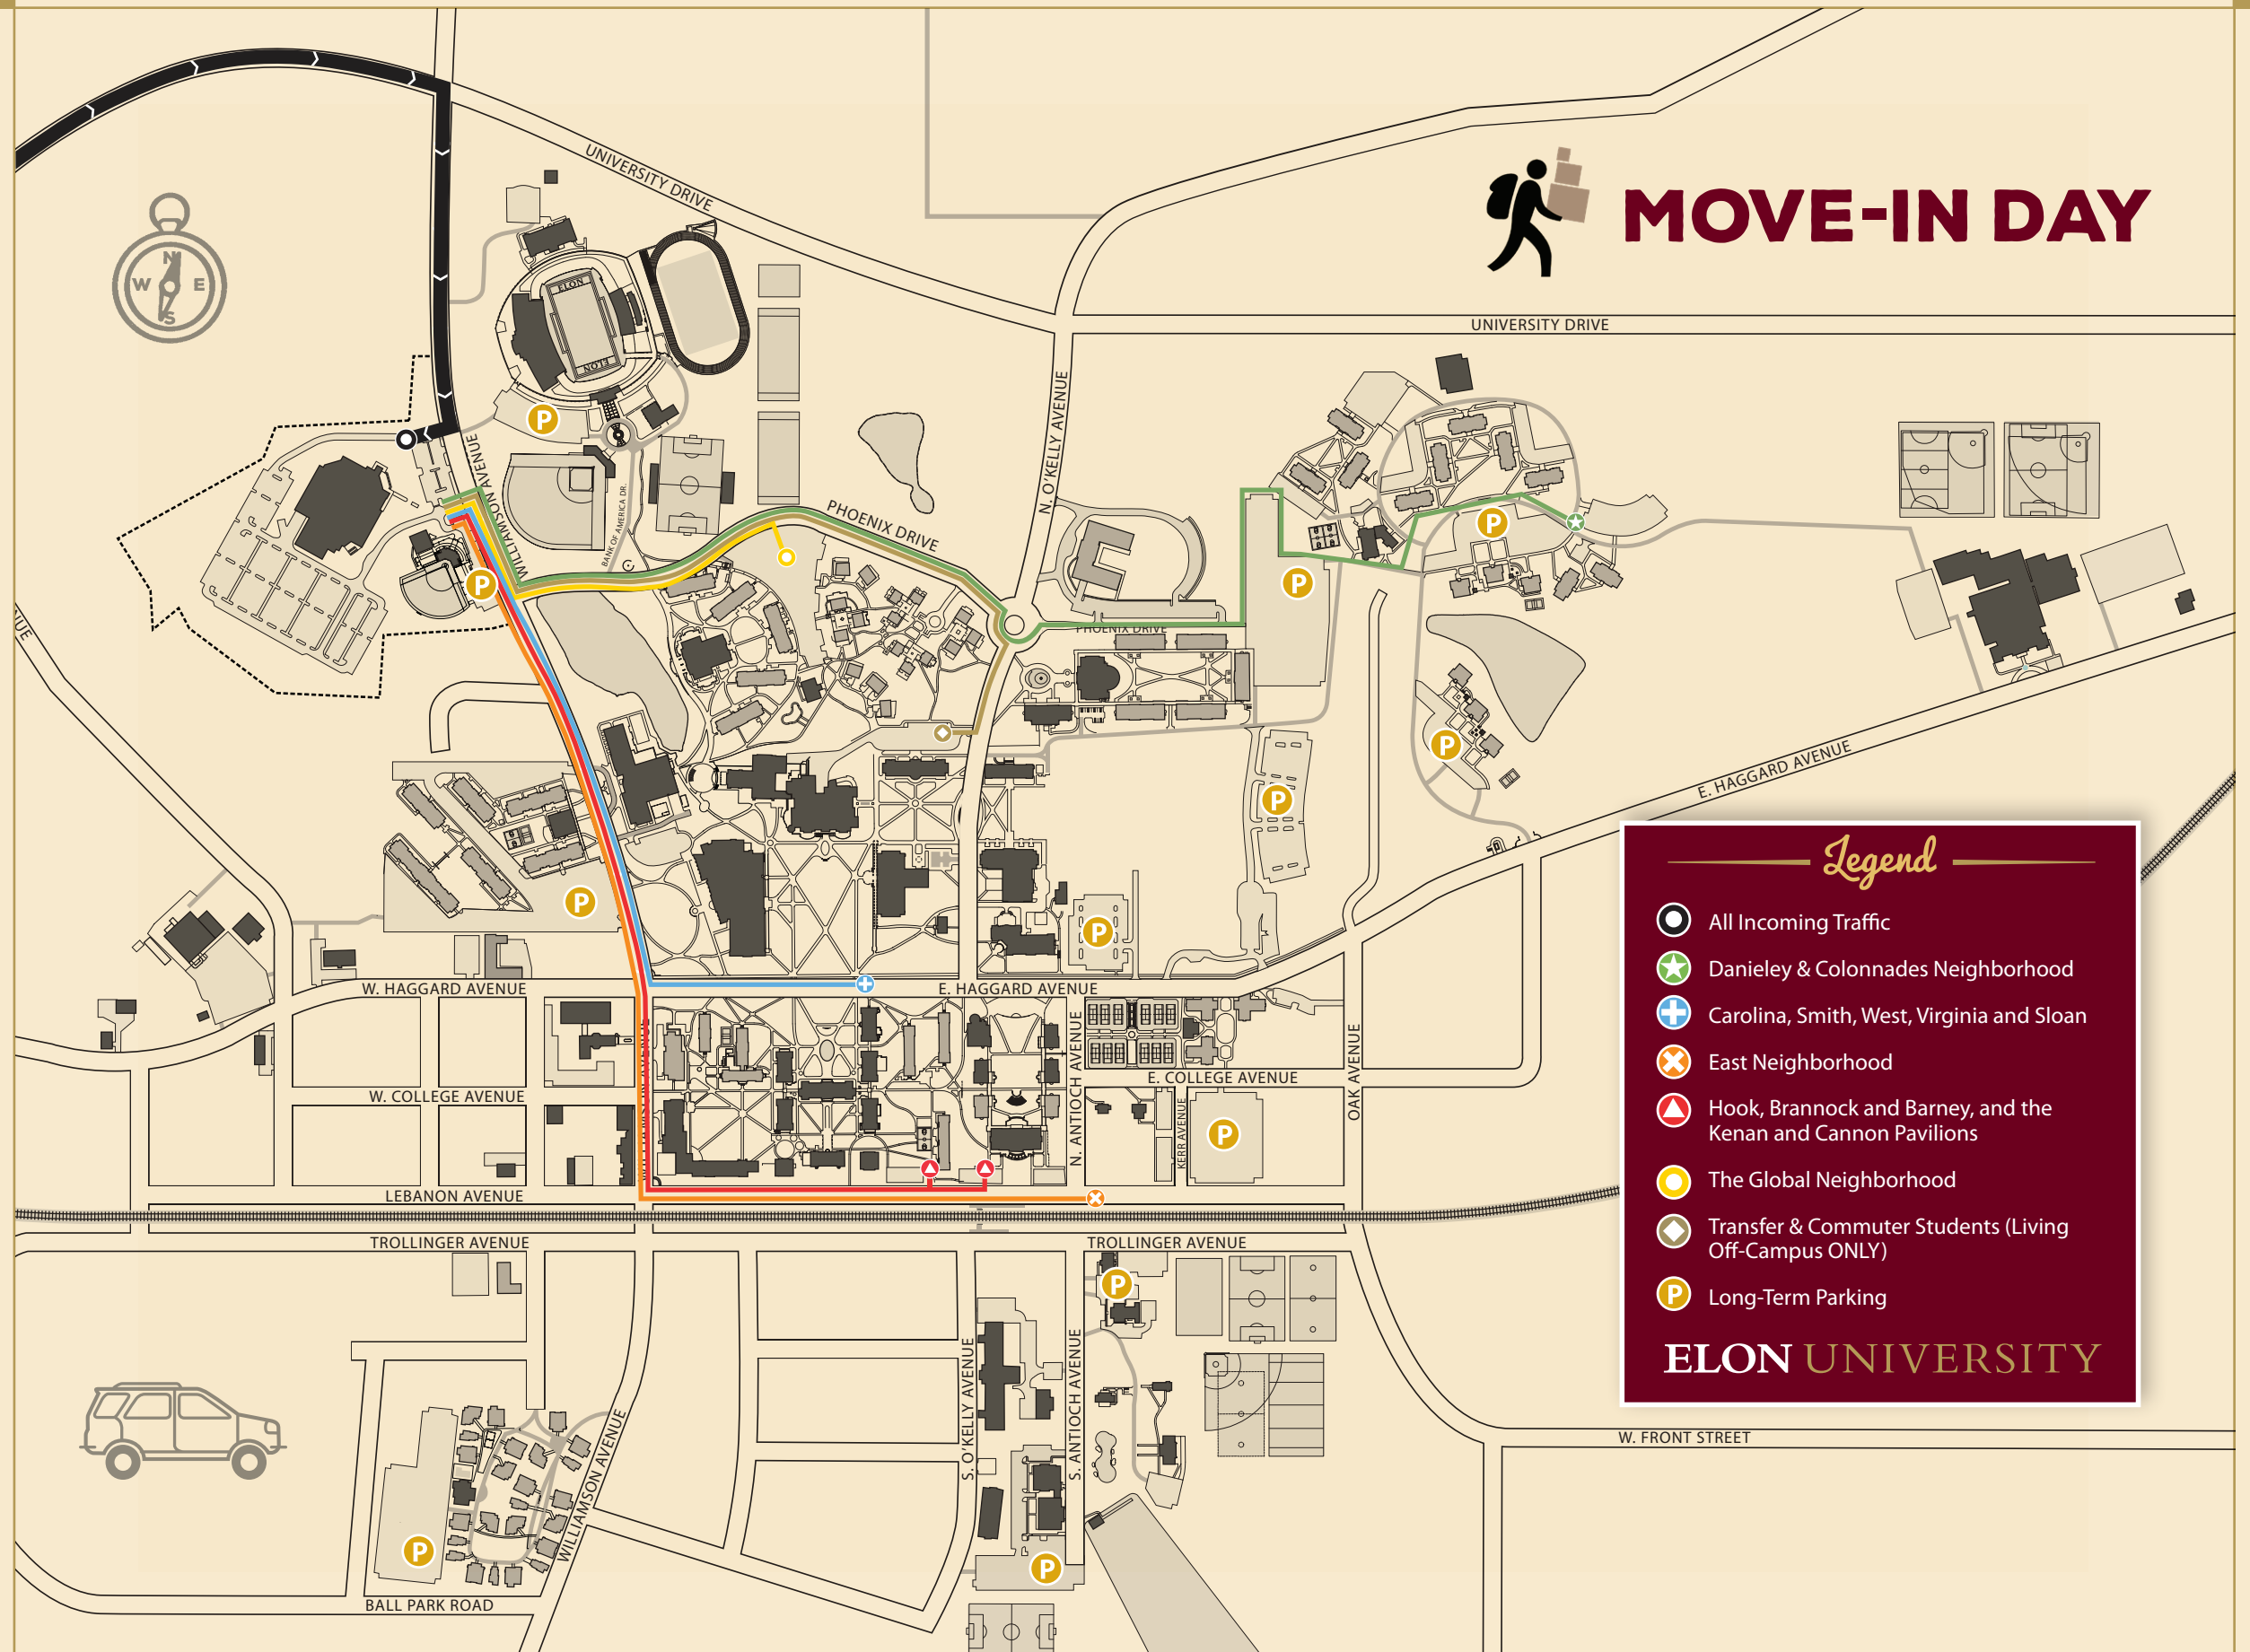 MOVE-IN DAY
N
W E
S
UNIVERSITY DRIVE
UNIVERSITY DRIVE
ELON
ELON
N. O'KELLY AVENUE
WILLIAMSON AVENUE
BANK OF AMERICA DR.
PHOENIX DRIVE
PHOENIX DRIVE
P
P
P
P
P
P
P
P
P
P
P
P
UE
E. HAGGARD AVENUE
W. HAGGARD AVENUE
E. HAGGARD AVENUE
W. COLLEGE AVENUE
E. COLLEGE AVENUE
N. ANTIOCH AVENUE
KERR AVENUE
OAK AVENUE
LEBANON AVENUE
TROLLINGER AVENUE
TROLLINGER AVENUE
S. O'KELLY AVENUE
S. ANTIOCH AVENUE
WILLIAMSON AVENUE
W. FRONT STREET
BALL PARK ROAD
Legend
All Incoming Traffic
Danieley & Colonnades Neighborhood
Carolina, Smith, West, Virginia and Sloan
East Neighborhood
Hook, Brannock and Barney, and the
Kenan and Cannon Pavilions
The Global Neighborhood
Transfer & Commuter Students (Living
Off-Campus ONLY)
P Long-Term Parking
ELON UNIVERSITY